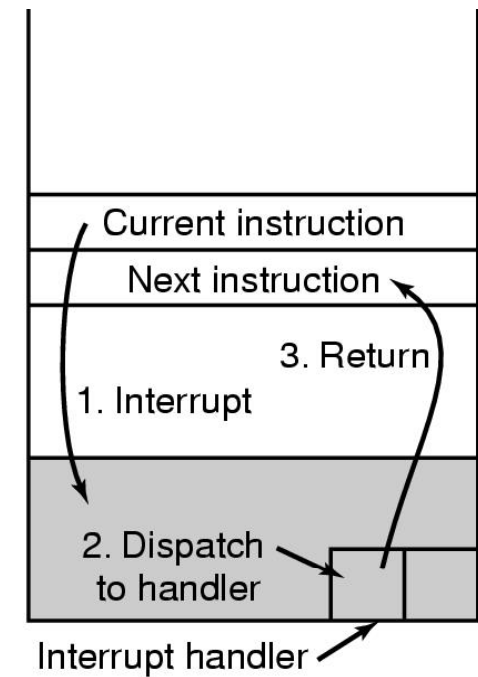 Current instruction
Next instruction
3. Return
1. Interrupt
2. Dispatch
to handler
Interrupt handler